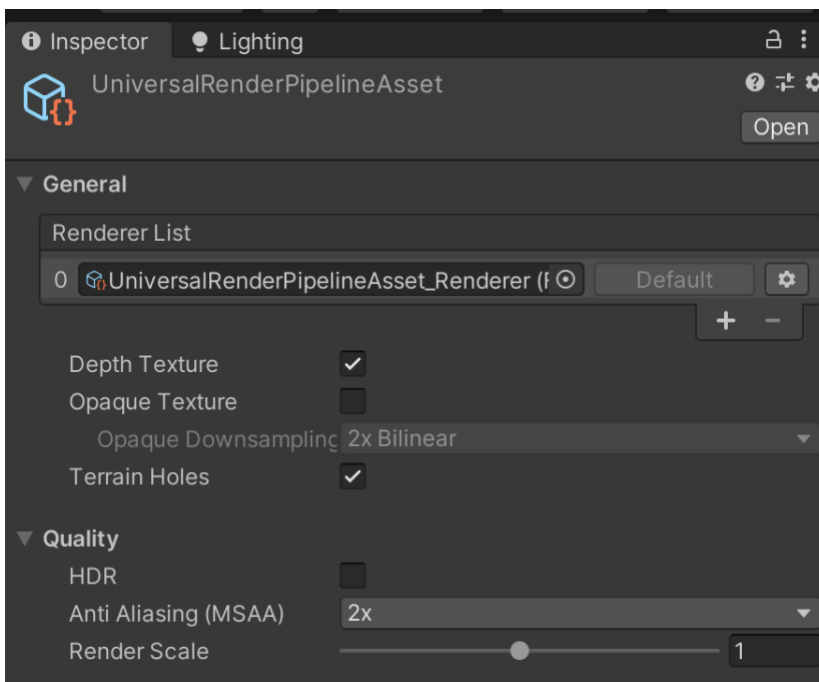 Inspector Lighting
UniversalRenderPipelineAsset
Open
General
Renderer List
0 UniversalRenderPipelineAsset_Renderer (
Default
Depth Texture
Opaque Texture
Opaque Downsampling 2x Bilinear
Terrain Holes
Quality
HDR
Anti Aliasing (MSAA) 2x
Render Scale 1